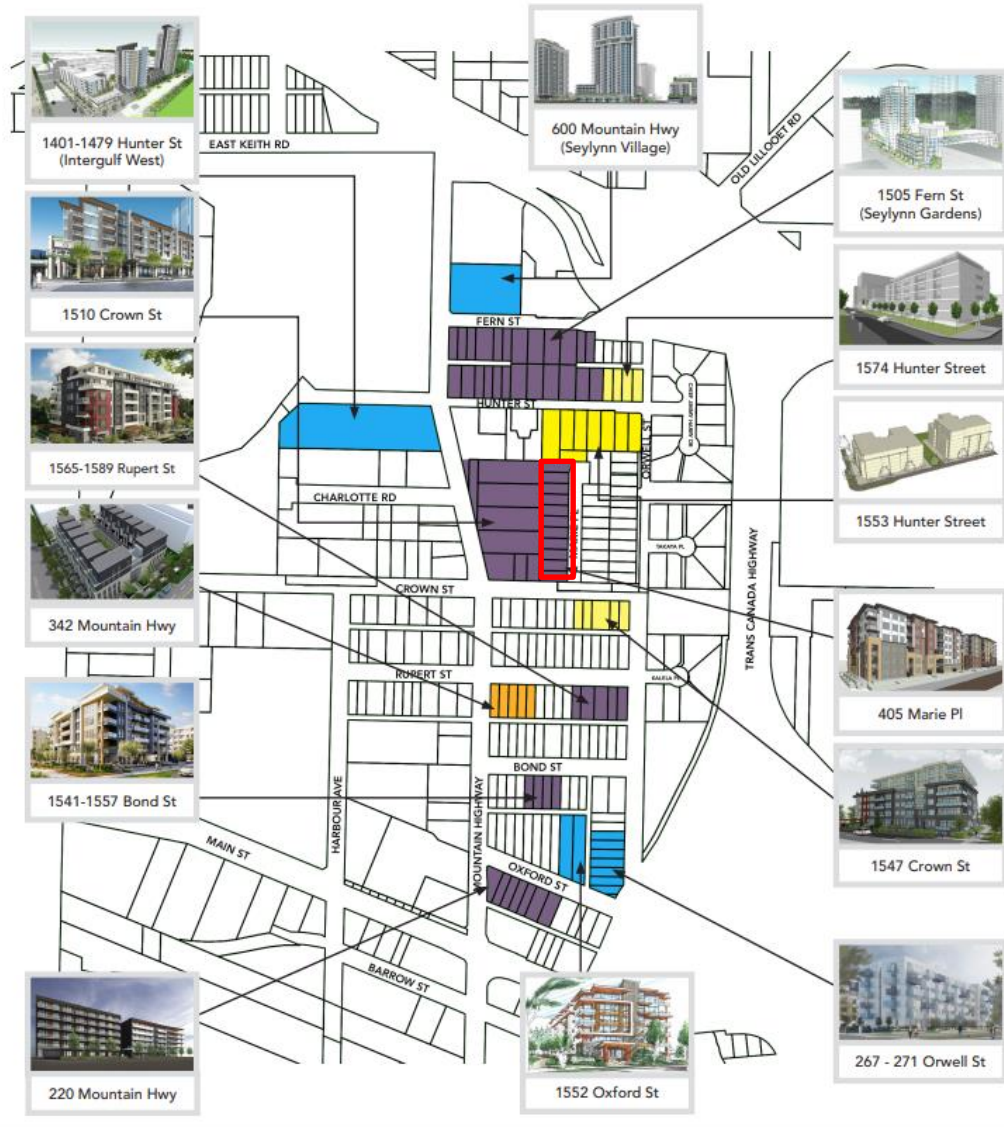 1401-1479 Hunter St
(Intergulf West)
1510 Crown St
1565-1589 Rupert St
342 Mountain Hwy
1541-1557 Bond St
220 Mountain Hwy
600 Mountain Hwy
(Seylynn Village)
1505 Fern St
(Seylynn Gardens)
1574 Hunter Street
1553 Hunter Street
405 Marie Pl
1547 Crown St
267 - 271 Orwell St
1552 Oxford St
EAST KEITH RD
OLD LILLOOET RD
FERN ST
HUNTER ST
ORWELL ST
CHARLOTTE RD
TAKAYA PL
TRANS CANADA HIGHWAY
CROWN ST
RUPERT ST
BOND ST
HARBOUR AVE
MOUNTAIN HIGHWAY
MAIN ST
OXFORD ST
BARROW ST